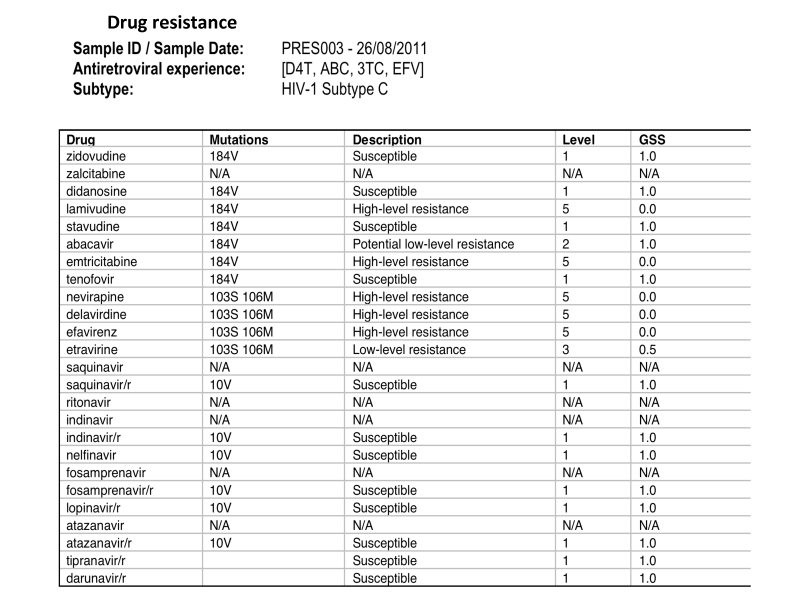 Drug resistance
Sample ID / Sample Date: PRES003 - 26/08/2011
Antiretroviral experience: [D4T, ABC, 3TC, EFV]
Subtype: HIV-1 Subtype C
Drug Mutations Description Level GSS
zidovudine 184V Susceptible 1 1.0
zalcitabine N/A N/A N/A N/A
didanosine 184V Susceptible 1 1.0
lamivudine 184V High-level resistance 5 0.0
stavudine 184V Susceptible 1 1.0
abacavir 184V Potential low-level resistance 2 1.0
emtricitabine 184V High-level resistance 5 0.0
tenofovir 184V Susceptible 1 1.0
nevirapine 103S 106M High-level resistance 5 0.0
delavirdine 103S 106M High-level resistance 5 0.0
efavirenz 103S 106M High-level resistance 5 0.0
etravirine 103S 106M Low-level resistance 3 0.5
saquinavir N/A N/A N/A N/A
saquinavir/r 10V Susceptible 1 1.0
ritonavir N/A N/A N/A N/A
indinavir N/A N/A N/A N/A
indinavir/r 10V Susceptible 1 1.0
nelfinavir 10V Susceptible 1 1.0
fosamprenavir N/A N/A N/A N/A
fosamprenavir/r 10V Susceptible 1 1.0
lopinavir/r 10V Susceptible 1 1.0
atazanavir N/A N/A N/A N/A
atazanavir/r 10V Susceptible 1 1.0
tipranavir/r Susceptible 1 1.0
darunavir/r Susceptible 1 1.0